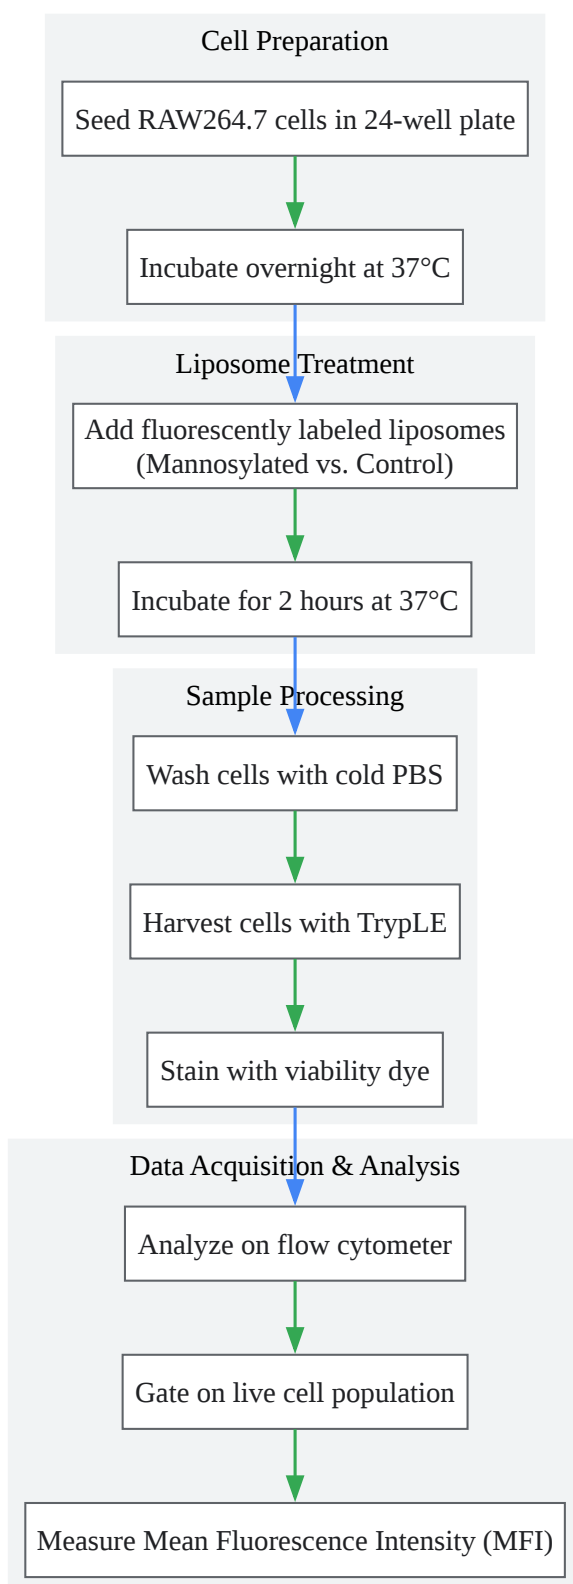 Cell Preparation
Seed RAW264.7 cells in 24-well plate
Incubate overnight at 37°C
Liposome Treatment
Add fluorescently labeled liposomes
(Mannosylated vs. Control)
Incubate for 2 hours at 37°C
Sample Processing
Wash cells with cold PBS
Harvest cells with TrypLE
Stain with viability dye
Data Acquisition & Analysis
Analyze on flow cytometer
Gate on live cell population
Measure Mean Fluorescence Intensity (MFI)